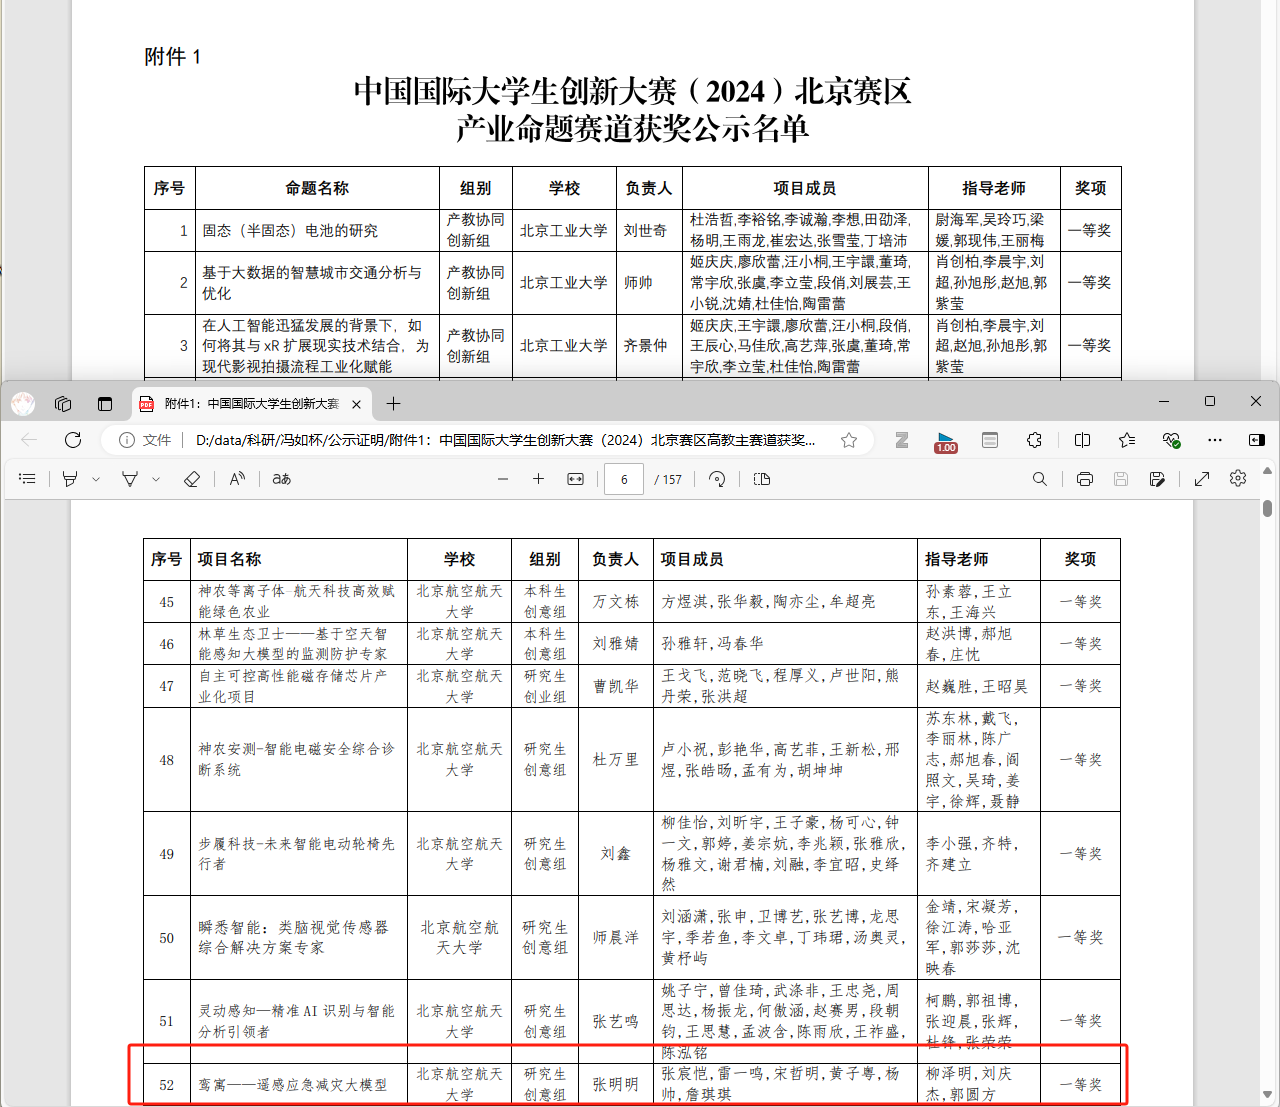 附件 1
中国国际大学生创新大赛（2024）北京赛区
产业命题赛道获奖公示名单
序号 命题名称 组别 学校 负责人 项目成员 指导老师 奖项
1 固态（半固态）电池的研究 产教协同 创新组 北京工业大学 刘世奇 杜浩哲,李裕铭,李诚瀚,李想,田劭泽, 杨明,王雨龙,崔宏达,张雪莹,丁培沛 尉海军,吴玲巧,梁 媛,郭现伟,王丽梅 一等奖
2 基于大数据的智慧城市交通分析与 优化 产教协同 创新组 北京工业大学 师帅 姬庆庆,廖欣蕾,汪小桐,王宇譞,董琦, 常宇欣,张虞,李立莹,段俏,刘展芸,王 小锐,沈婧,杜佳怡,陶雷蕾 肖创柏,李晨宇,刘 超,孙旭彤,赵旭,郭 紫莹 一等奖
3 在人工智能迅猛发展的背景下，如 何将其与 xR 扩展现实技术结合，为 现代影视拍摄流程工业化赋能 产教协同 创新组 北京工业大学 齐景仲 姬庆庆,王宇譞,廖欣蕾,汪小桐,段俏, 王辰心,马佳欣,高艺萍,张虞,董琦,常 宇欣,李立莹,杜佳怡,陶雷蕾 肖创柏,李晨宇,刘 超,赵旭,孙旭彤,郭 紫莹 一等奖
附件1：中国国际大学生创新大赛
文件 D:/data/科研/冯如杯/公示证明/附件1：中国国际大学生创新大赛（2024）北京赛区高教主赛道获奖... 1.00
aあ 6 / 157
序号 项目名称 学校 组别 负责人 项目成员 指导老师 奖项
45 神农等离子体-航天科技高效赋 能绿色农业 北京航空航天 大学 本科生 创意组 万文栋 方煜淇,张华毅,陶亦尘,牟超亮 孙素蓉,王立 东,王海兴 一等奖
46 林草生态卫士——基于空天智 能感知大模型的监测防护专家 北京航空航天 大学 本科生 创意组 刘雅婧 孙雅轩,冯春华 赵洪博,郝旭 春,庄忱 一等奖
47 自主可控高性能磁存储芯片产 业化项目 北京航空航天 大学 研究生 创业组 曹凯华 王戈飞,范晓飞,程厚义,卢世阳,熊 丹荣,张洪超 赵巍胜,王昭昊 一等奖
48 神农安测-智能电磁安全综合诊 断系统 北京航空航天 大学 研究生 创意组 杜万里 卢小祝,彭艳华,高艺菲,王新松,邢 煜,张皓旸,孟有为,胡坤坤 苏东林,戴飞, 李丽林,陈广 志,郝旭春,阎 照文,吴琦,姜 宇,徐辉,聂静 一等奖
49 步履科技-未来智能电动轮椅先 行者 北京航空航天 大学 研究生 创意组 刘鑫 柳佳怡,刘昕宇,王子豪,杨可心,钟 一文,郭婷,姜宗妧,李兆颖,张雅欣, 杨雅文,谢君楠,刘融,李宜昭,史绎 然 李小强,齐特, 齐建立 一等奖
50 瞬悉智能：类脑视觉传感器 综合解决方案专家 北京航空航 天大学 研究生 创意组 师晨洋 刘涵潇,张申,卫博艺,张艺博,龙思 宇,季若鱼,李文卓,丁玮珺,汤奥灵, 黄杼屿 金靖,宋凝芳, 徐江涛,哈亚 军,郭莎莎,沈 映春 一等奖
51 灵动感知—精准 AI 识别与智能 分析引领者 北京航空航天 大学 研究生 创意组 张艺鸣 姚子宁,曾佳琦,武涤非,王忠尧,周 思达,杨振龙,何傲涵,赵赛男,段朝 钧,王思慧,孟波含,陈雨欣,王祚盛, 陈泓铭 柯鹏,郭祖博, 张迎晨,张辉, 杜锋,张荣荣 一等奖
52 鸾寓——遥感应急减灾大模型 北京航空航天 大学 研究生 创意组 张明明 张宸恺,雷一鸣,宋哲明,黄子粤,杨 帅,詹琪琪 柳泽明,刘庆 杰,郭圆方 一等奖